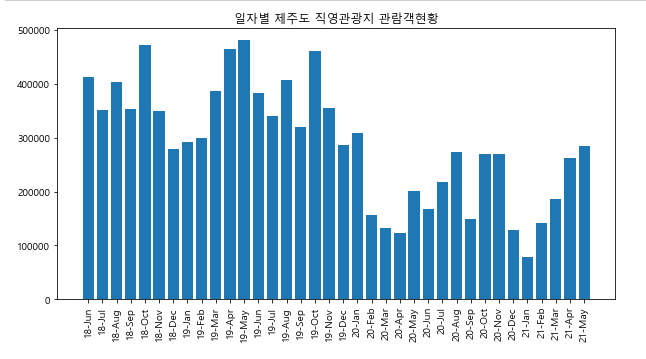 일자별 제주도 직영관광지 관람객현황
500000
400000
300000
200000
100000
0
18-Jun
18-Jul
18-Aug
18-Sep
18-Oct
18-Nov
18-Dec
19-Jan
19-Feb
19-Mar
19-Apr
19-May
19-Jun
19-Jul
19-Aug
19-Sep
19-Oct
19-Nov
19-Dec
20-Jan
20-Feb
20-Mar
20-Apr
20-May
20-Jun
20-Jul
20-Aug
20-Sep
20-Oct
20-Nov
20-Dec
21-Jan
21-Feb
21-Mar
21-Apr
21-May